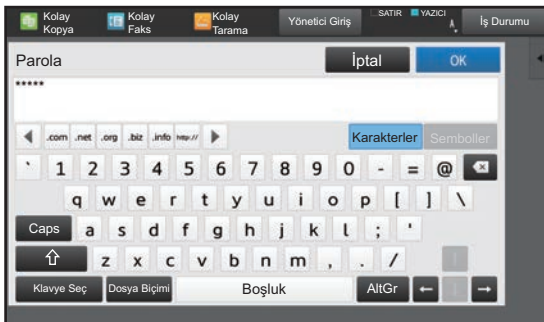 Kolay Kopya
Kolay Faks
Kolay Tarama
Yönetici Giriş
SATIR
YAZICI
İş Durumu
Parola
İptal
OK
*****
.com .net .org .biz .info http://
Karakterler
Semboller
` 1 2 3 4 5 6 7 8 9 0 - = @
q w e r t y u i o p [ ] \
Caps a s d f g h j k l ; '
z x c v b n m , . /
Klavye Seç
Dosya Biçimi
Boşluk
AltGr